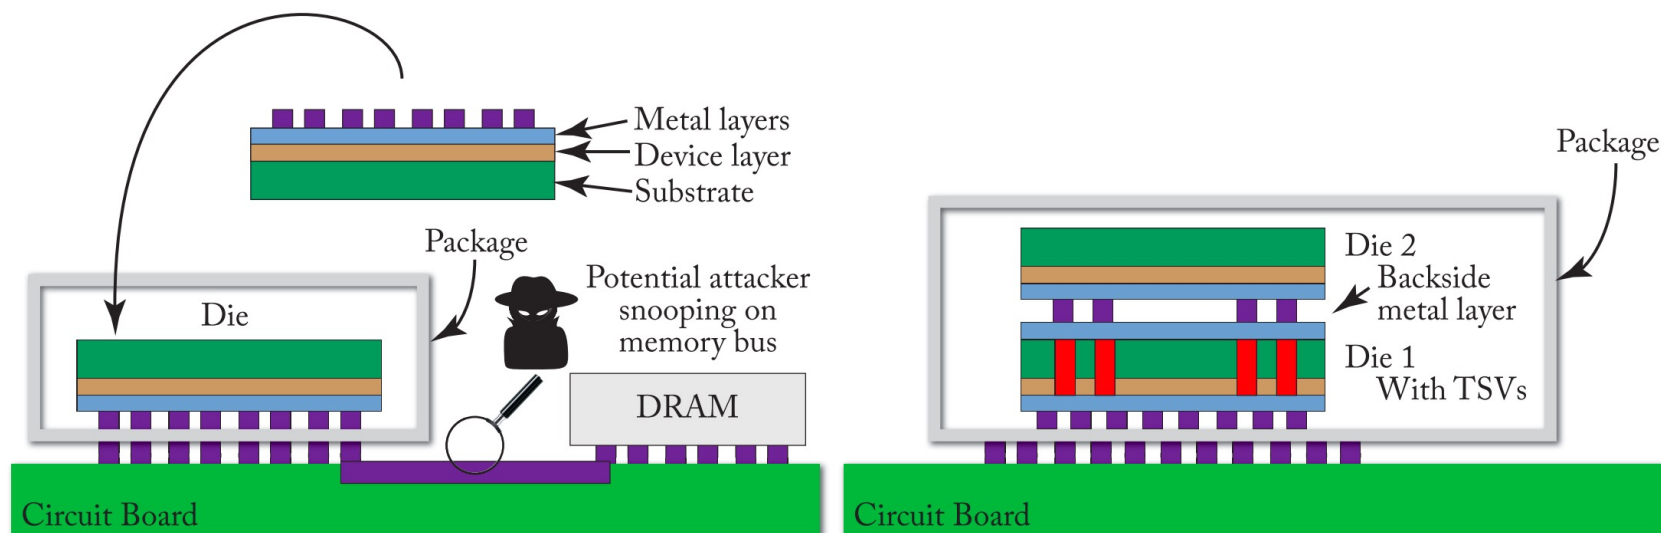 Metal layers
Device layer
Substrate
Package
Die
Potential attacker
snooping on
memory bus
DRAM
Circuit Board
Package
Die 2
Backside
metal layer
Die 1
With TSVs
Circuit Board